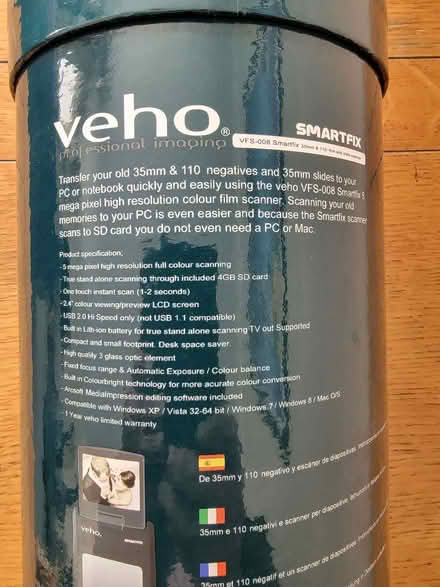 veho®
professional imaging
SMARTFIX
VFS-008 Smartfix 35mm & 110 film and slide scanner
Transfer your old 35mm & 110 negatives and 35mm slides to your
PC or notebook quickly and easily using the veho VFS-008 Smartfix 5
mega pixel high resolution colour film scanner. Scanning your old
memories to your PC is even easier and because the Smartfix scanner
scans to SD card you do not even need a PC or Mac.
Product specification;
- 5 mega pixel high resolution full colour scanning
- True stand alone scanning through included 4GB SD card
- One touch instant scan (1-2 seconds)
- 2.4" colour viewing/preview LCD screen
- USB 2.0 Hi Speed only (not USB 1.1 compatible)
- Built in Lith-ion battery for true stand alone scanning TV out Supported
- Compact and small footprint. Desk space saver.
- High quality 3 glass optic element
- Fixed focus range & Automatic Exposure / Colour balance
- Built in Colourbright technology for more acurate colour conversion
- Arcsoft MediaImpression editing software included
- Compatible with Windows XP / Vista 32-64 bit / Windows 7 / Windows 8 / Mac O/S
- 1 Year veho limited warranty
veho.
SMARTFIX
De 35mm y 110 negativo y escáner de diapositivas,
35mm e 110 negativi e scanner per diapositive,
35mm et 110 négatif et un scanner de diapositives.